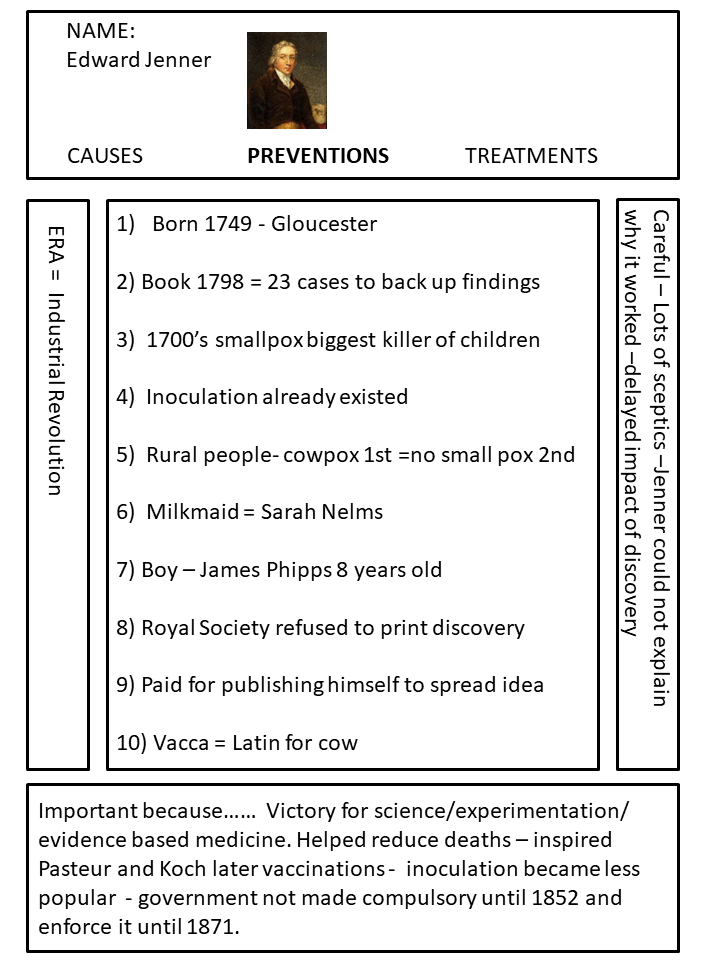 NAME:
Edward Jenner
CAUSES PREVENTIONS TREATMENTS
ERA = Industrial Revolution
1) Born 1749 - Gloucester
2) Book 1798 = 23 cases to back up findings
3) 1700’s smallpox biggest killer of children
4) Inoculation already existed
5) Rural people- cowpox 1st =no small pox 2nd
6) Milkmaid = Sarah Nelms
7) Boy – James Phipps 8 years old
8) Royal Society refused to print discovery
9) Paid for publishing himself to spread idea
10) Vacca = Latin for cow
Careful – Lots of sceptics –Jenner could not explain
why it worked –delayed impact of discovery
Important because…… Victory for science/experimentation/
evidence based medicine. Helped reduce deaths – inspired
Pasteur and Koch later vaccinations - inoculation became less
popular - government not made compulsory until 1852 and
enforce it until 1871.